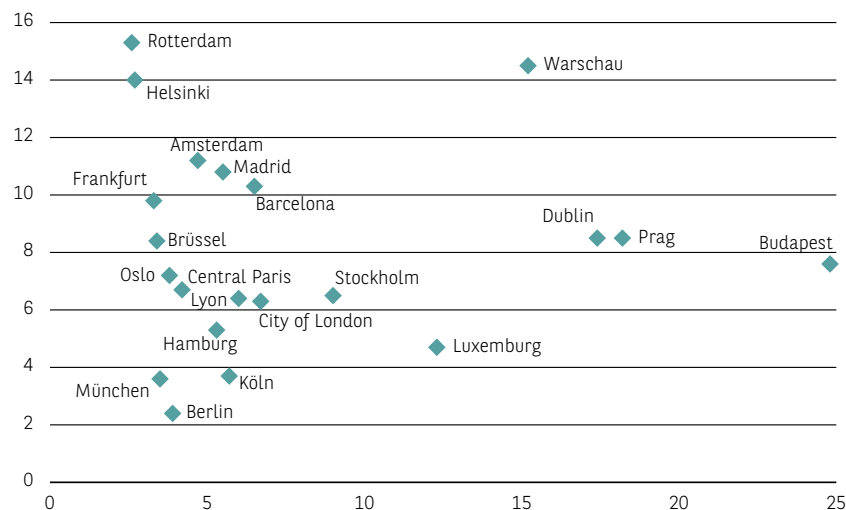 16
Rotterdam
Warschau
14
Helsinki
12
Amsterdam
Madrid
Frankfurt
10
Barcelona
Dublin
Brüssel
Prag
Budapest
8
Oslo
Central Paris
Stockholm
Lyon
6
City of London
Hamburg
Luxemburg
4
München
Köln
Berlin
2
0
0 5 10 15 20 25